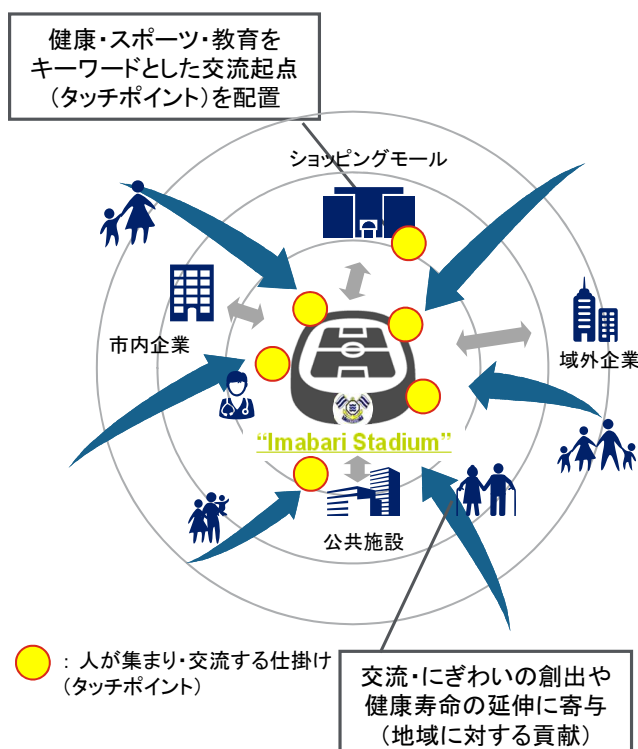 健康・スポーツ・教育を
キーワードとした交流起点
（タッチポイント）を配置
ショッピングモール
市内企業
域外企業
“Imabari Stadium”
公共施設
：人が集まり・交流する仕掛け
（タッチポイント）
交流・にぎわいの創出や
健康寿命の延伸に寄与
（地域に対する貢献）